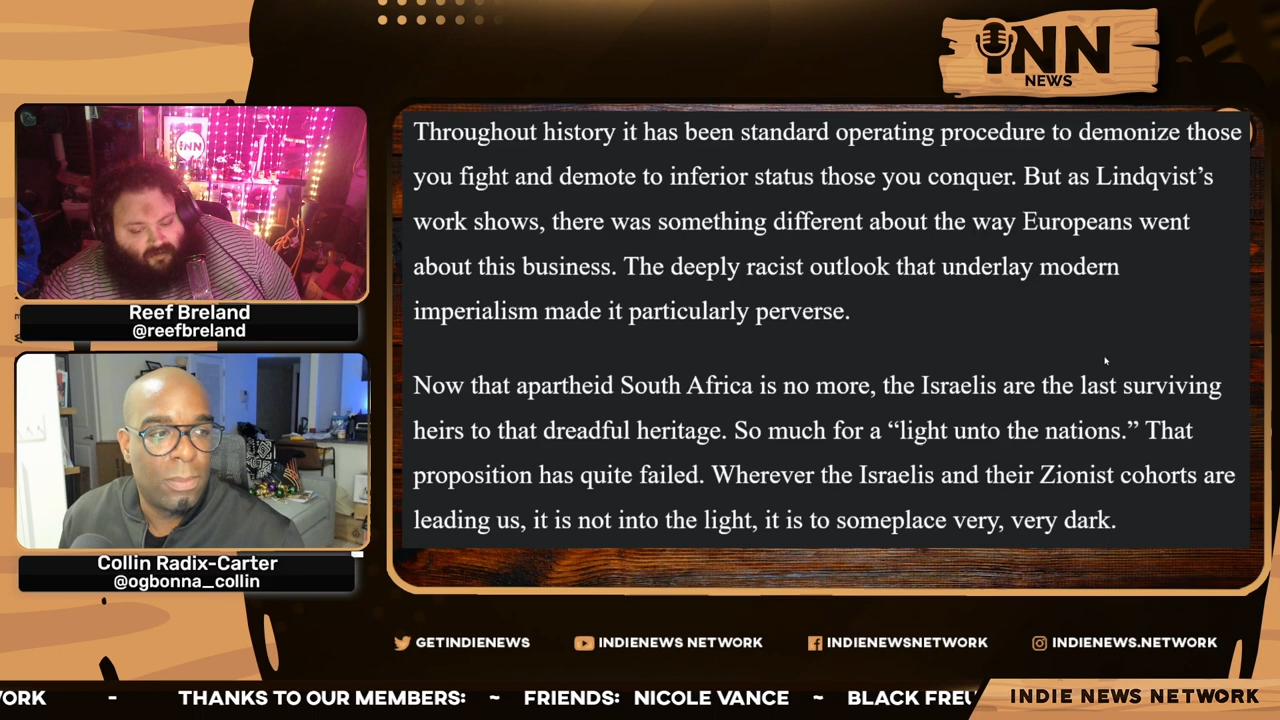 iNN
NEWS
iNN
Throughout history it has been standard operating procedure to demonize those
you fight and demote to inferior status those you conquer. But as Lindqvist’s
work shows, there was something different about the way Europeans went
about this business. The deeply racist outlook that underlay modern
imperialism made it particularly perverse.
Now that apartheid South Africa is no more, the Israelis are the last surviving
heirs to that dreadful heritage. So much for a “light unto the nations.” That
proposition has quite failed. Wherever the Israelis and their Zionist cohorts are
leading us, it is not into the light, it is to someplace very, very dark.
Reef Breland
@reefbreland
Collin Radix-Carter
@ogbonna_collin
GETINDIENEWS
INDIENEWS NETWORK
INDIENEWSNETWORK
INDIENEWS.NETWORK
ORK - THANKS TO OUR MEMBERS: ~ FRIENDS: NICOLE VANCE ~ BLACK FREU
INDIE NEWS NETWORK